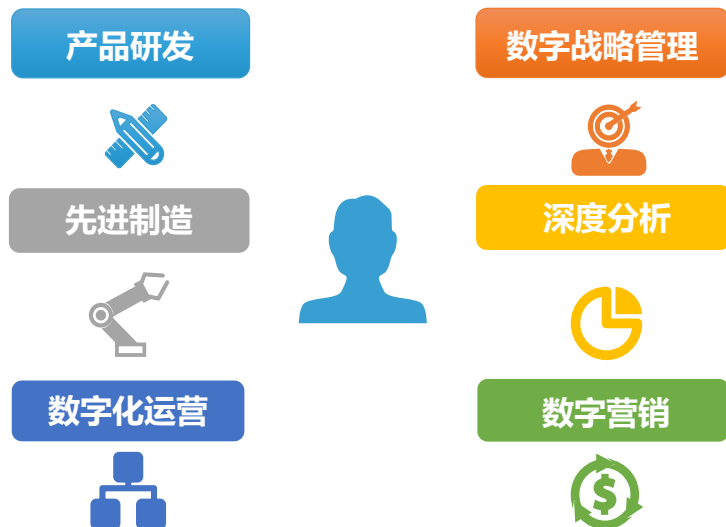 产品研发
数字战略管理
先进制造
深度分析
数字化运营
数字营销
$